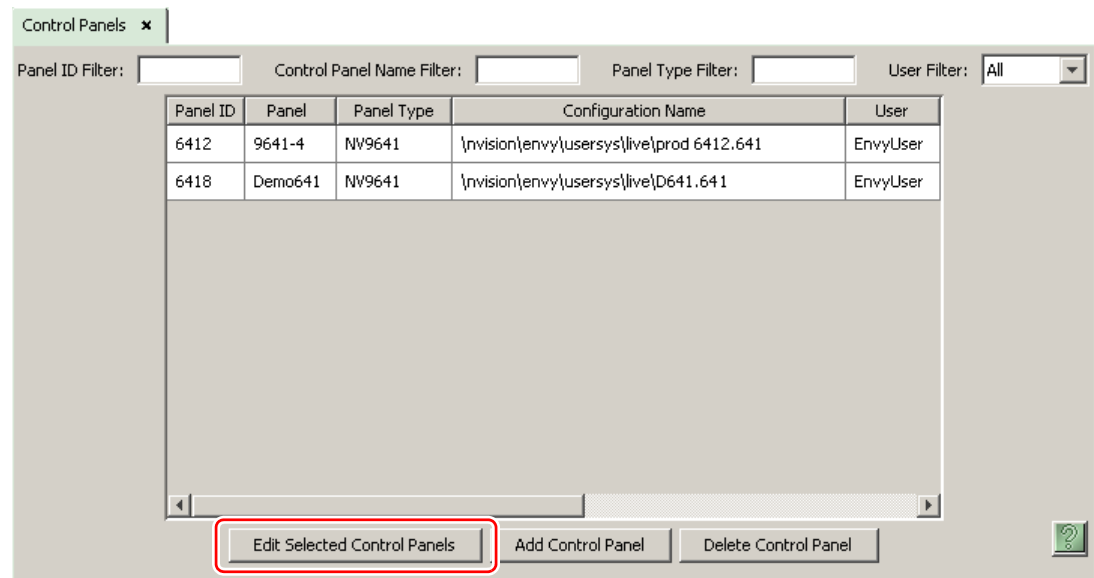 Control Panels ×
Panel ID Filter: Control Panel Name Filter: Panel Type Filter: User Filter: All
Panel ID Panel Panel Type Configuration Name User
6412 9641-4 NV9641 \nvision\envy\usersys\live\prod 6412.641 EnvyUser
6418 Demo641 NV9641 \nvision\envy\usersys\live\D641.641 EnvyUser
Edit Selected Control Panels Add Control Panel Delete Control Panel ?